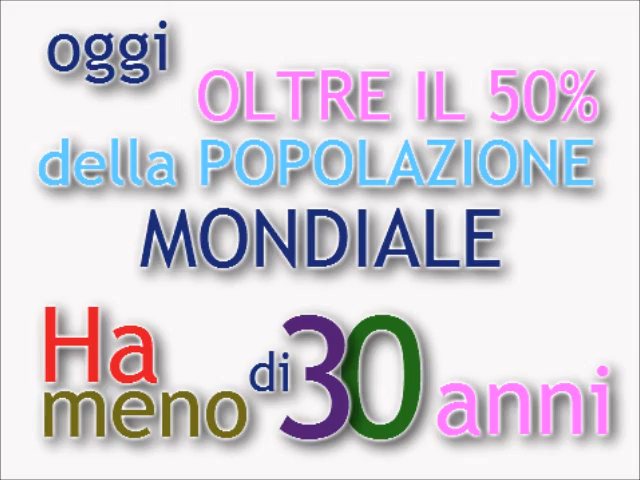 oggi
OLTRE IL 50%
della POPOLAZIONE
MONDIALE
Ha
meno di 30 anni